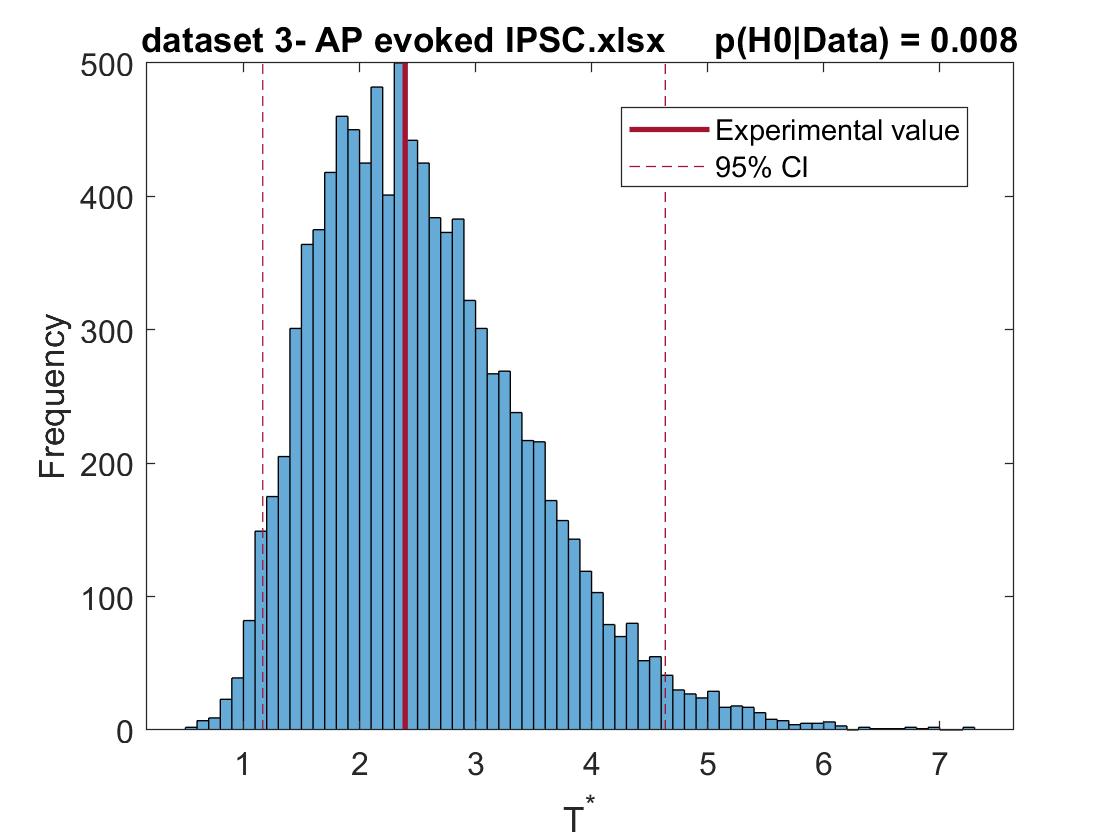 dataset 3- AP evoked IPSC.xlsx p(H0|Data) = 0.008
500
400
300
200
100
0
Frequency
Experimental value
95% CI
1 2 3 4 5 6 7
T*